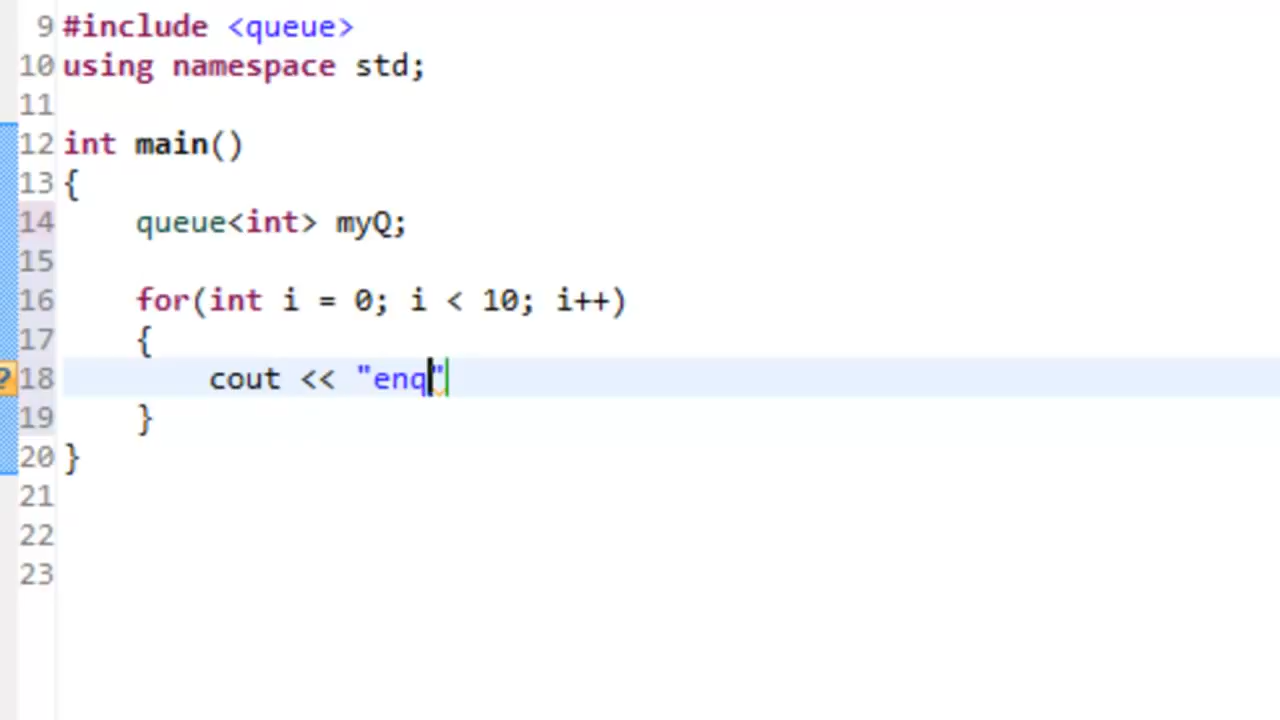 9 #include <queue>
10 using namespace std;
11
12 int main()
13 {
14     queue<int> myQ;
15
16     for(int i = 0; i < 10; i++)
17     {
18         cout << "enq"
19     }
20 }
21
22
23